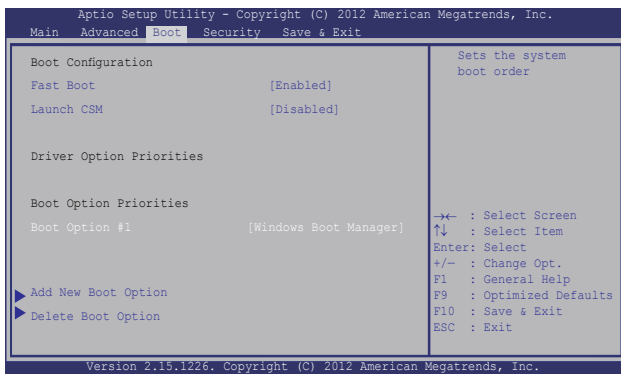 Aptio Setup Utility - Copyright (C) 2012 American Megatrends, Inc.
Main Advanced Boot Security Save & Exit
Boot Configuration
Fast Boot [Enabled]
Launch CSM [Disabled]
Driver Option Priorities
Boot Option Priorities
Boot Option #1 [Windows Boot Manager]
Add New Boot Option
Delete Boot Option
Sets the system
boot order
→← : Select Screen
↑↓ : Select Item
Enter: Select
+/— : Change Opt.
F1 : General Help
F9 : Optimized Defaults
F10 : Save & Exit
ESC : Exit
Version 2.15.1226. Copyright (C) 2012 American Megatrends, Inc.